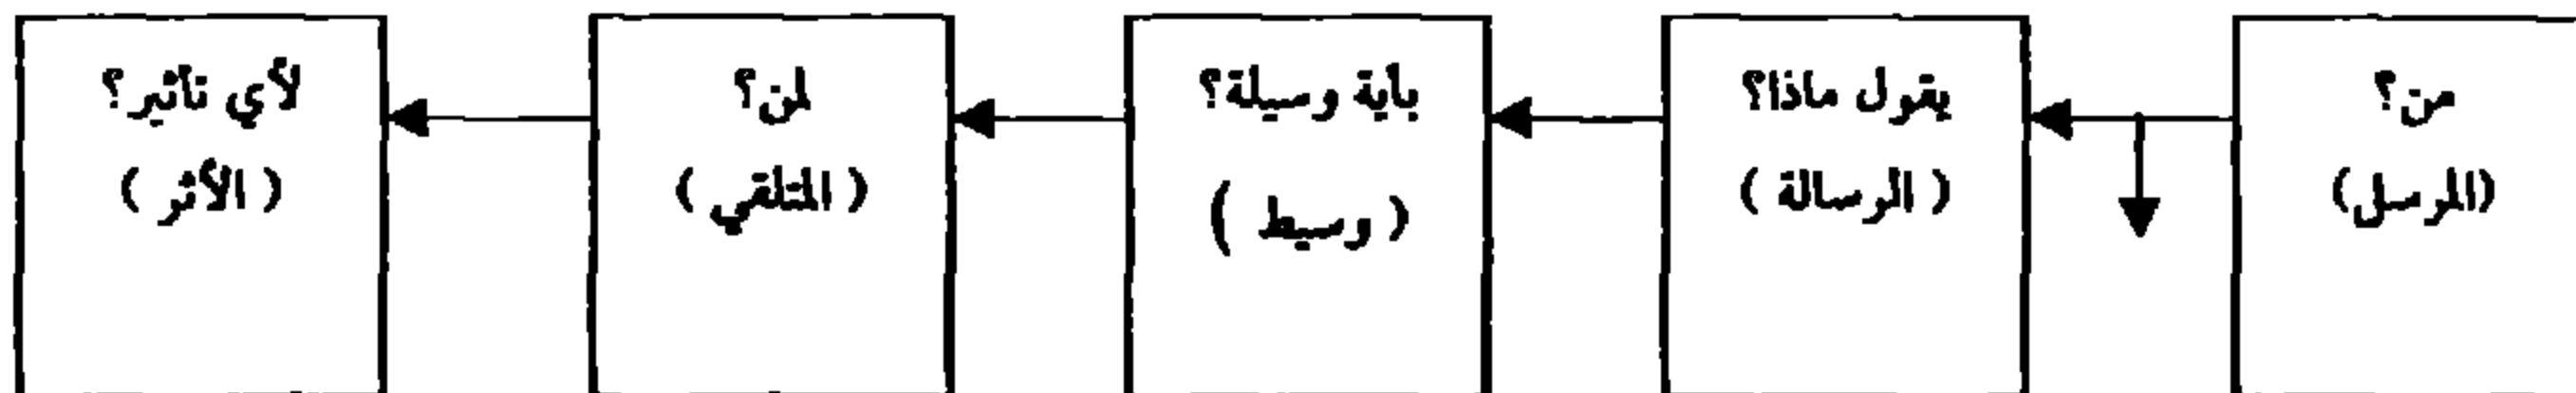 من؟
(المرسل)
يقول ماذا؟
( الرسالة )
بأية وسيلة؟
( وسيط )
لمن؟
( المتلقي )
لأي تأثير؟
( الأثر )